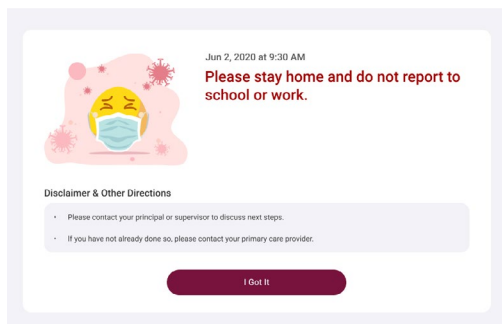 Jun 2, 2020 at 9:30 AM
Please stay home and do not report to
school or work.
Disclaimer & Other Directions
• Please contact your principal or supervisor to discuss next steps.
• If you have not already done so, please contact your primary care provider.
I Got It